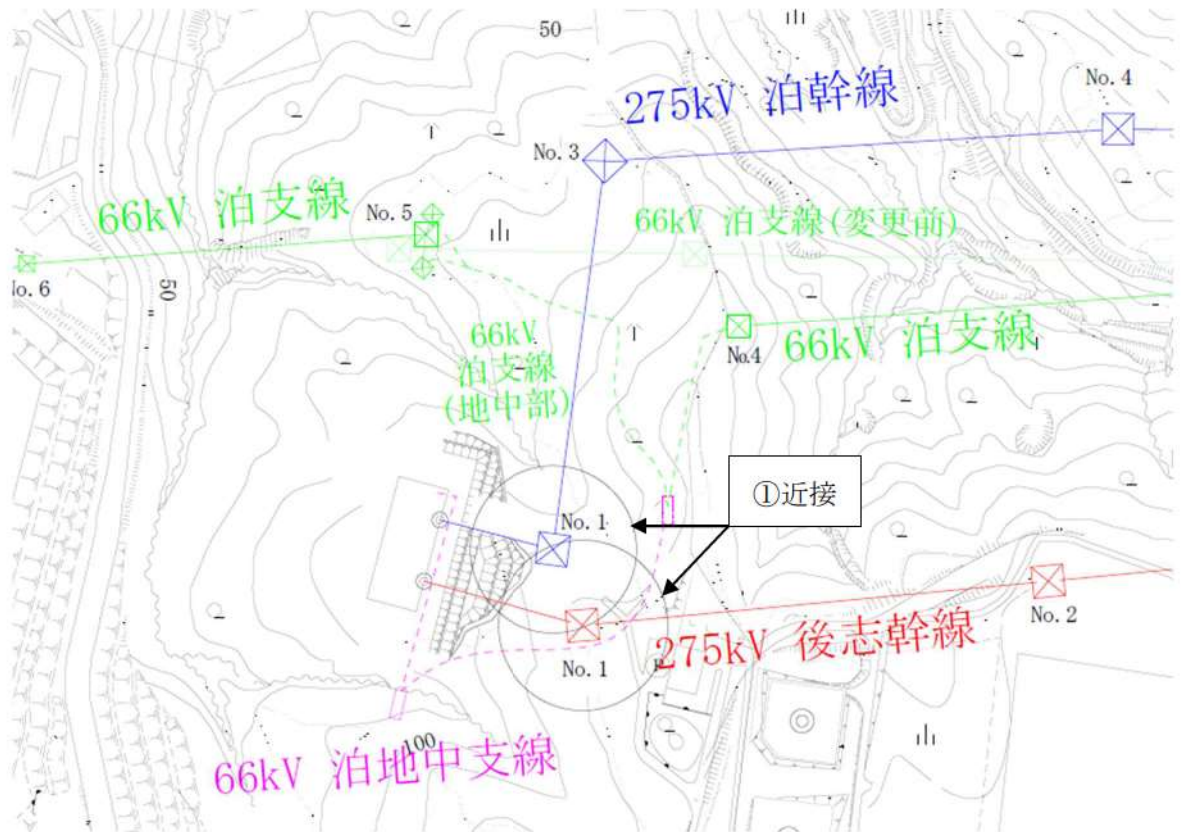 50
275kV 泊幹線
No. 4
No. 3
66kV 泊支線
No. 5
66kV 泊支線(変更前)
No. 6
50
66kV
泊支線
(地中部)
No.4
66kV 泊支線
①近接
No. 1
No. 2
275kV 後志幹線
No. 1
100
66kV 泊地中支線